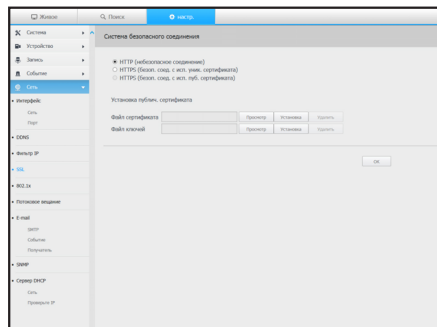 Живое
Поиск
настр.
Система
Устройство
Запись
Событие
Сеть
Интерфейс
Сеть
Порт
DDNS
Фильтр IP
SSL
802.1x
Потоковое вещание
E-mail
SMTP
Событие
Получатель
SNMP
Сервер DHCP
Сеть
Проверьте IP
Система безопасного соединения
HTTP (небезопасное соединение)
HTTPS (безоп. соед. с исп. уник. сертификата)
HTTPS (безоп. соед. с исп. пуб. сертификата)
Установка публич. сертификата
Файл сертификата
Просмотр
Установка
Удалить
Файл ключей
Просмотр
Установка
Удалить
OK